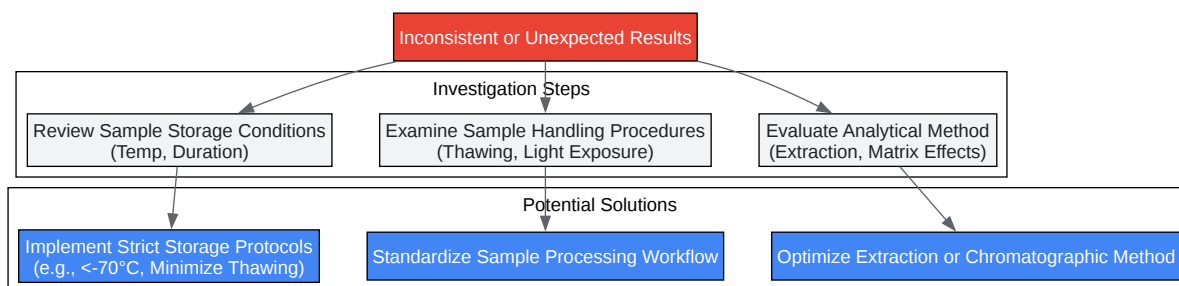 Inconsistent or Unexpected Results
Investigation Steps
Review Sample Storage Conditions
(Temp, Duration)
Examine Sample Handling Procedures
(Thawing, Light Exposure)
Evaluate Analytical Method
(Extraction, Matrix Effects)
Potential Solutions
Implement Strict Storage Protocols
(e.g., <-70°C, Minimize Thawing)
Standardize Sample Processing Workflow
Optimize Extraction or Chromatographic Method